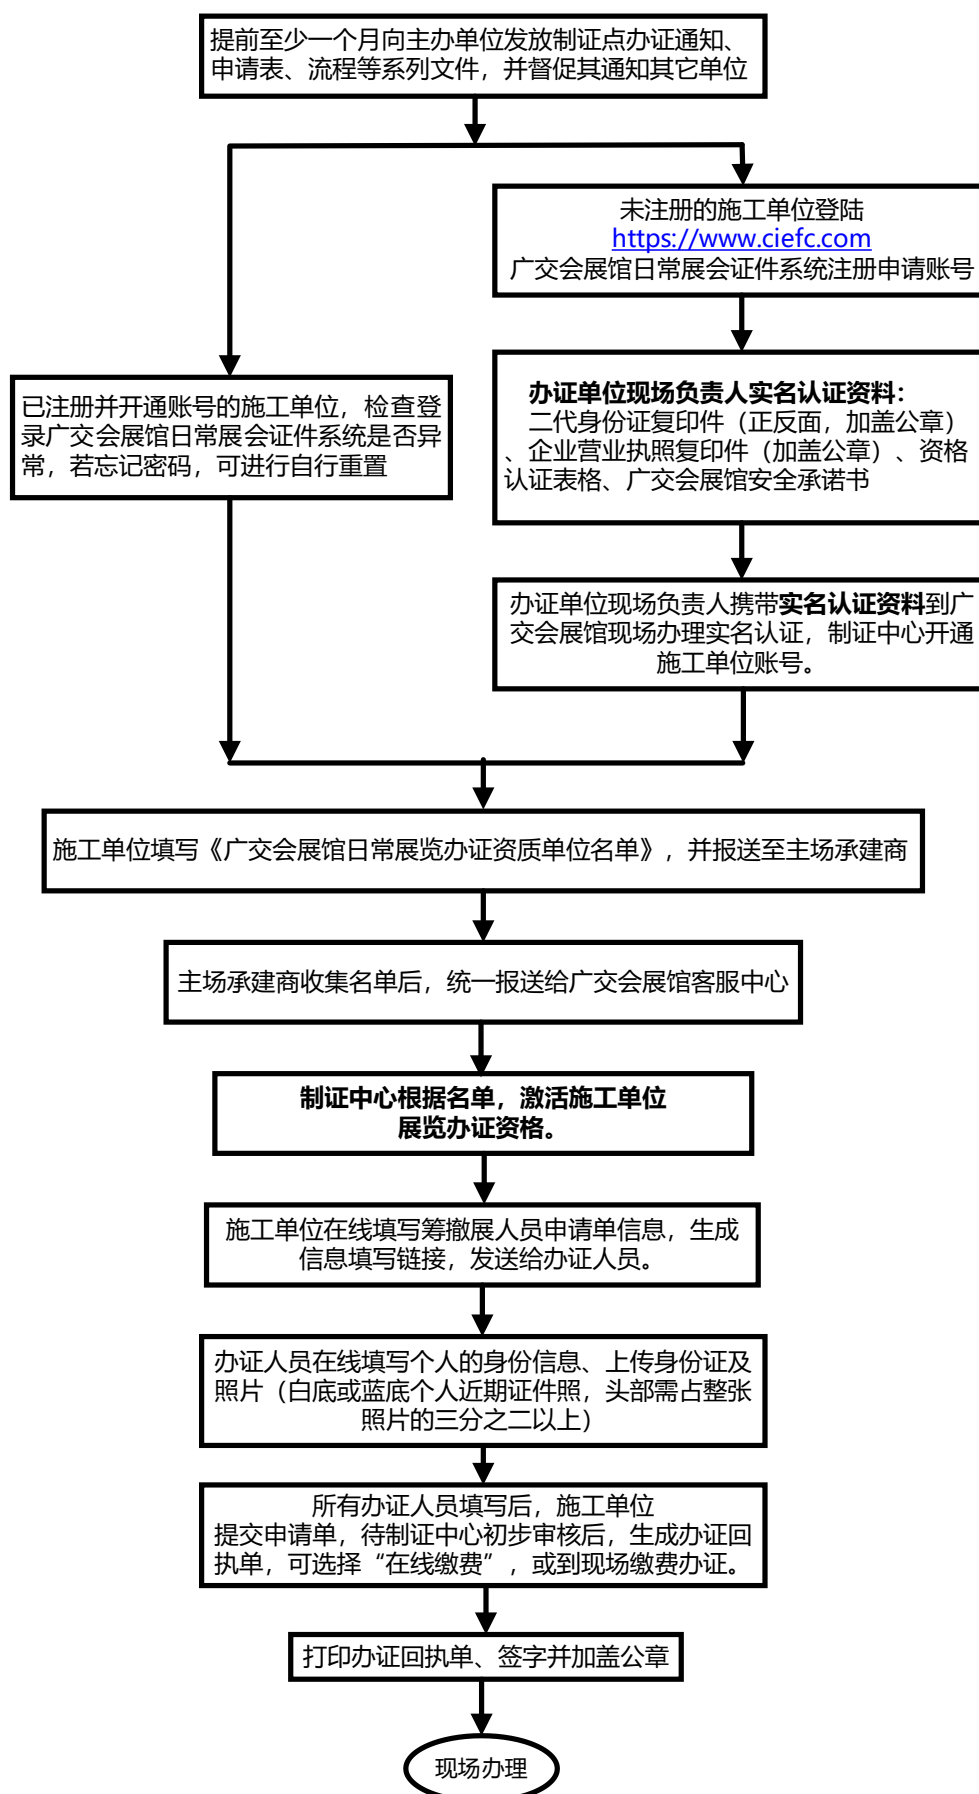 提前至少一个月向主办单位发放制证点办证通知、
申请表、流程等系列文件，并督促其通知其它单位
未注册的施工单位登陆
https://www.ciefc.com
广交会展馆日常展会证件系统注册申请账号
已注册并开通账号的施工单位，检查登
录广交会展馆日常展会证件系统是否异
常，若忘记密码，可进行自行重置
办证单位现场负责人实名认证资料：
二代身份证复印件（正反面，加盖公章）
、企业营业执照复印件（加盖公章）、资格
认证表格、广交会展馆安全承诺书
办证单位现场负责人携带实名认证资料到广
交会展馆现场办理实名认证，制证中心开通
施工单位账号。
施工单位填写《广交会展馆日常展览办证资质单位名单》，并报送至主场承建商
主场承建商收集名单后，统一报送给广交会展馆客服中心
制证中心根据名单，激活施工单位
展览办证资格。
施工单位在线填写筹撤展人员申请单信息，生成
信息填写链接，发送给办证人员。
办证人员在线填写个人的身份信息、上传身份证及
照片（白底或蓝底个人近期证件照，头部需占整张
照片的三分之二以上）
所有办证人员填写后，施工单位
提交申请单，待制证中心初步审核后，生成办证回
执单，可选择“在线缴费”，或到现场缴费办证。
打印办证回执单、签字并加盖公章
现场办理